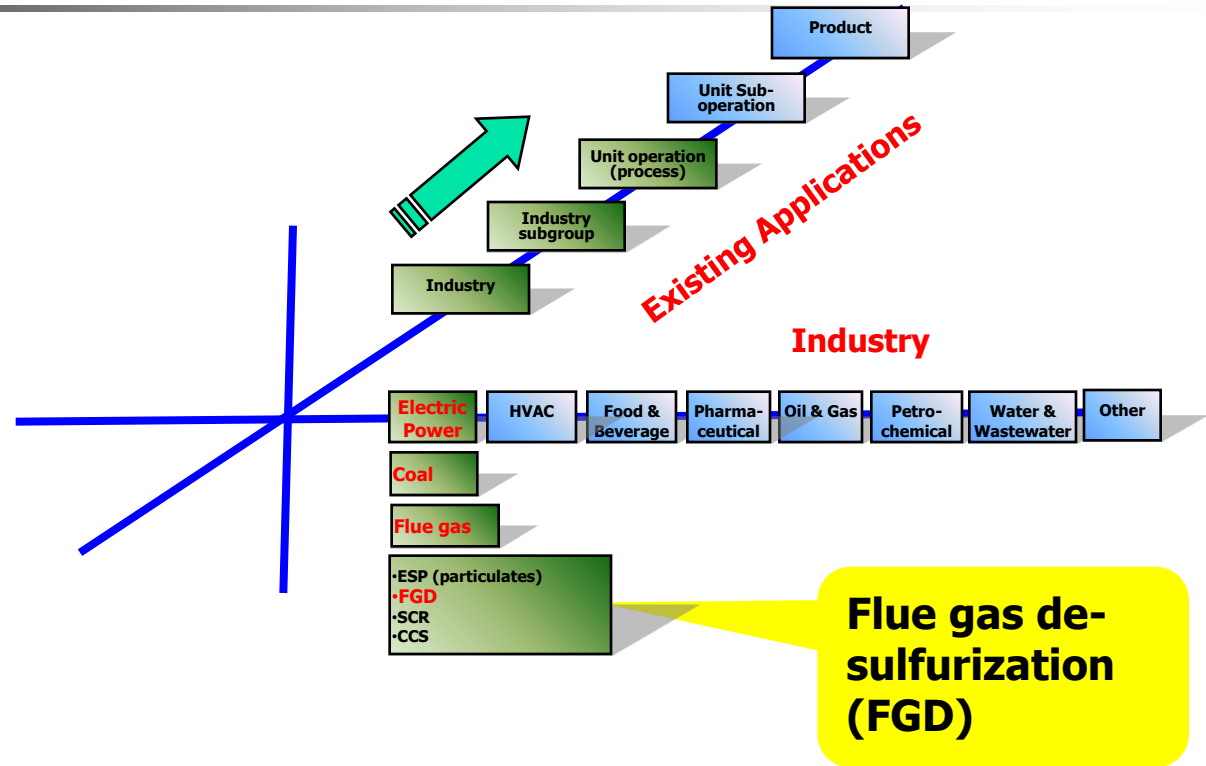 Product
Unit Sub-
operation
Unit operation
(process)
Industry
subgroup
Industry
Existing Applications
Industry
Electric
Power
HVAC
Food &
Beverage
Pharma-
ceutical
Oil & Gas
Petro-
chemical
Water &
Wastewater
Other
Coal
Flue gas
•ESP (particulates)
•FGD
•SCR
•CCS
Flue gas de-
sulfurization
(FGD)